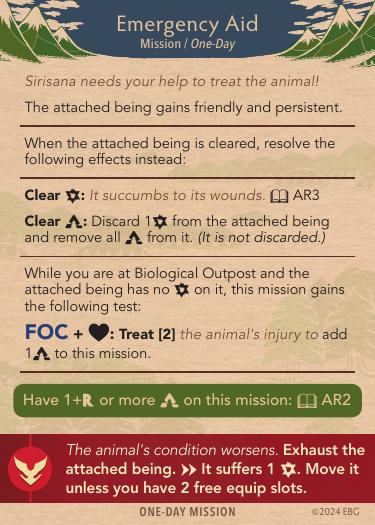 Emergency Aid
Mission / One-Day
Sirisana needs your help to treat the animal!
The attached being gains friendly and persistent.
When the attached being is cleared, resolve the
following effects instead:
Clear : It succumbs to its wounds. AR3
Clear : Discard 1 from the attached being
and remove all from it. (It is not discarded.)
While you are at Biological Outpost and the
attached being has no on it, this mission gains
the following test:
FOC + : Treat [2] the animal's injury to add
1 to this mission.
Have 1+R or more on this mission: AR2
The animal's condition worsens. Exhaust the
attached being. It suffers 1 . Move it
unless you have 2 free equip slots.
ONE-DAY MISSION ©2024 EBG